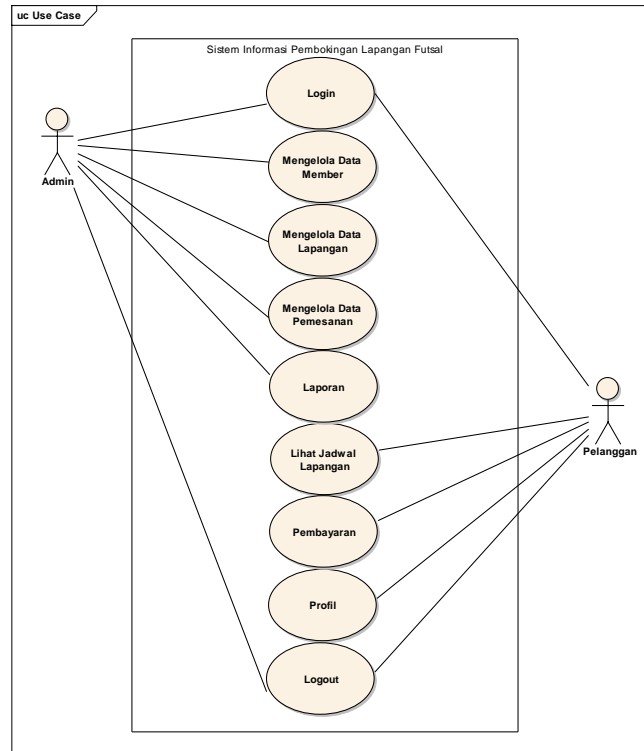 uc Use Case
Sistem Informasi Pembokingan Lapangan Futsal
Login
Admin
Mengelola Data
Member
Mengelola Data
Lapangan
Mengelola Data
Pemesanan
Laporan
Lihat Jadwal
Lapangan
Pelanggan
Pembayaran
Profil
Logout